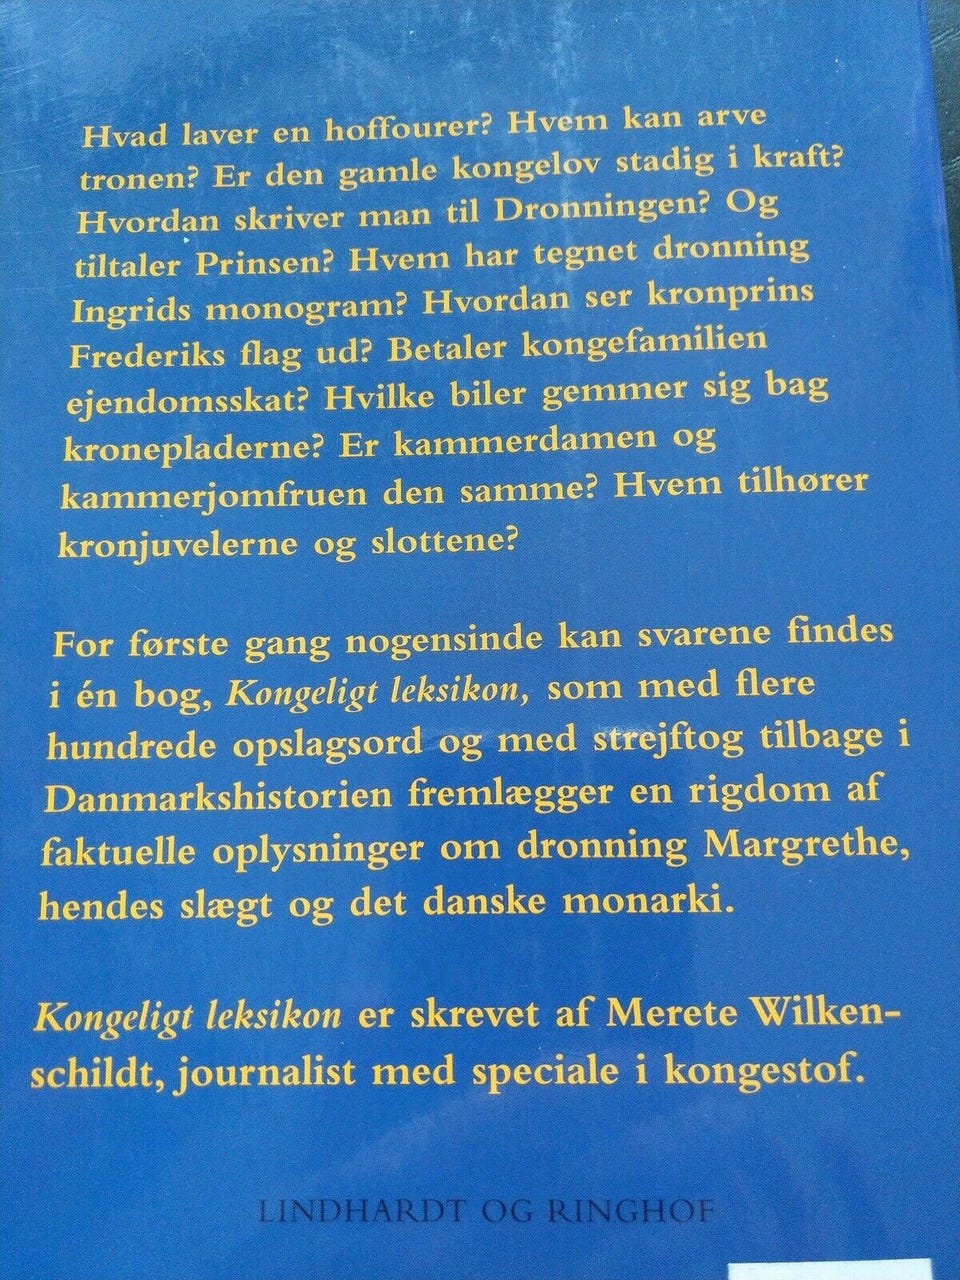 Hvad laver en hoffourer? Hvem kan arve
tronen? Er den gamle kongelov stadig i kraft?
Hvordan skriver man til Dronningen? Og
tiltaler Prinsen? Hvem har tegnet dronning
Ingrids monogram? Hvordan ser kronprins
Frederiks flag ud? Betaler kongefamilien
ejendomsskat? Hvilke biler gemmer sig bag
kronepladerne? Er kammerdamen og
kammerjomfruen den samme? Hvem tilhører
kronjuvelerne og slottene?
For første gang nogensinde kan svarene findes
i én bog, Kongeligt leksikon, som med flere
hundrede opslagsord og med strejftog tilbage i
Danmarkshistorien fremlægger en rigdom af
faktuelle oplysninger om dronning Margrethe,
hendes slægt og det danske monarki.
Kongeligt leksikon er skrevet af Merete Wilken-
schildt, journalist med speciale i kongestof.
LINDHARDT OG RINGHOF